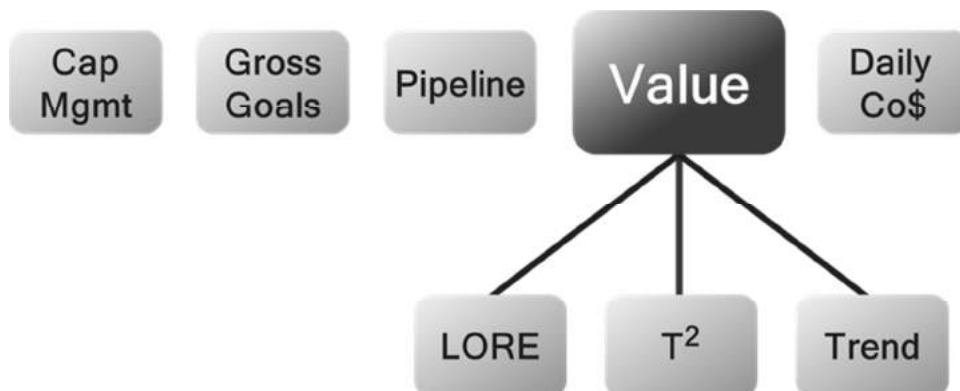 Cap
Mgmt
Gross
Goals
Pipeline
Value
Daily
Co$
LORE
T²
Trend